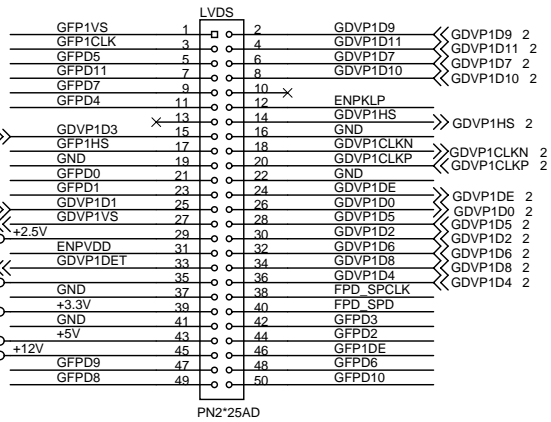 LVDS
GFP1VS 1 2 GDVP1D9 GDVP1D9 2
GFP1CLK 3 4 GDVP1D11 GDVP1D11 2
GFPD5 5 6 GDVP1D7 GDVP1D7 2
GFPD11 7 8 GDVP1D10 GDVP1D10 2
GFPD7 9 10
GFPD4 11 12 ENPKLP
13 14 GDVP1HS GDVP1HS 2
GDVP1D3 15 16 GND
GFP1HS 17 18 GDVP1CLKN GDVP1CLKN 2
GND 19 20 GDVP1CLKP GDVP1CLKP 2
GFPD0 21 22 GND
GFPD1 23 24 GDVP1DE GDVP1DE 2
GDVP1D1 25 26 GDVP1D0 GDVP1D0 2
GDVP1VS 27 28 GDVP1D5 GDVP1D5 2
+2.5V 29 30 GDVP1D2 GDVP1D2 2
ENPVDD 31 32 GDVP1D6 GDVP1D6 2
GDVP1DET 33 34 GDVP1D8 GDVP1D8 2
35 36 GDVP1D4 GDVP1D4 2
GND 37 38 FPD_SPCLK
+3.3V 39 40 FPD_SPD
GND 41 42 GFPD3
+5V 43 44 GFPD2
+12V 45 46 GFP1DE
GFPD9 47 48 GFPD6
GFPD8 49 50 GFPD10
PN2*25AD